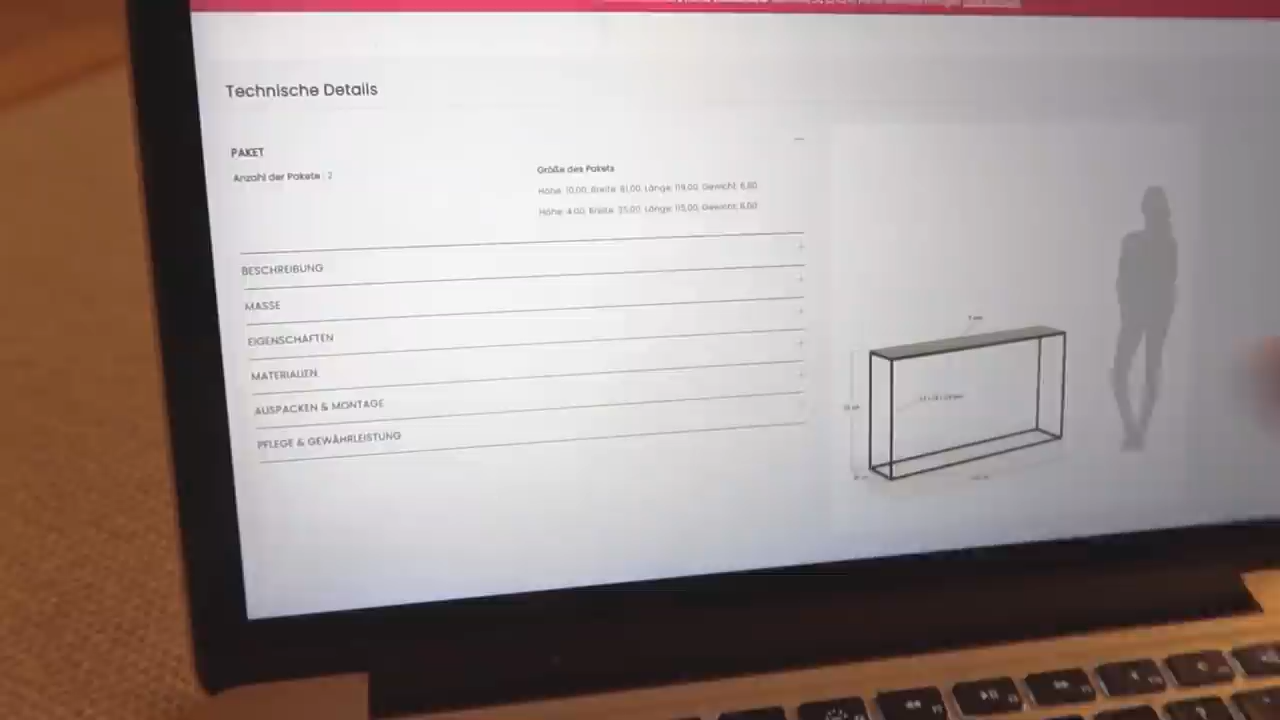 Technische Details
PAKET
Anzahl der Pakete : 2
Größe des Pakets
Höhe: 10,00, Breite: 81,00, Länge: 119,00, Gewicht: 6,80
Höhe: 4,00, Breite: 35,00, Länge: 115,00, Gewicht: 8,60
BESCHREIBUNG
MASSE
EIGENSCHAFTEN
MATERIALIEN
AUSPACKEN & MONTAGE
PFLEGE & GEWÄHRLEISTUNG